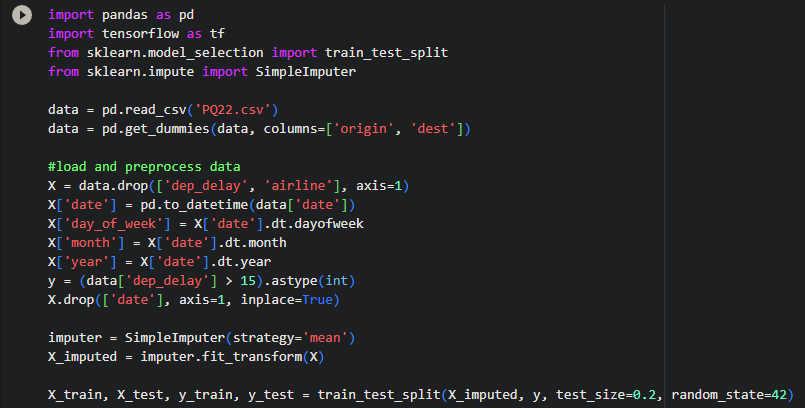 import pandas as pd
import tensorflow as tf
from sklearn.model_selection import train_test_split
from sklearn.impute import SimpleImputer
data = pd.read_csv('PQ22.csv')
data = pd.get_dummies(data, columns=['origin', 'dest'])
#load and preprocess data
X = data.drop(['dep_delay', 'airline'], axis=1)
X['date'] = pd.to_datetime(data['date'])
X['day_of_week'] = X['date'].dt.dayofweek
X['month'] = X['date'].dt.month
X['year'] = X['date'].dt.year
y = (data['dep_delay'] > 15).astype(int)
X.drop(['date'], axis=1, inplace=True)
imputer = SimpleImputer(strategy='mean')
X_imputed = imputer.fit_transform(X)
X_train, X_test, y_train, y_test = train_test_split(X_imputed, y, test_size=0.2, random_state=42)